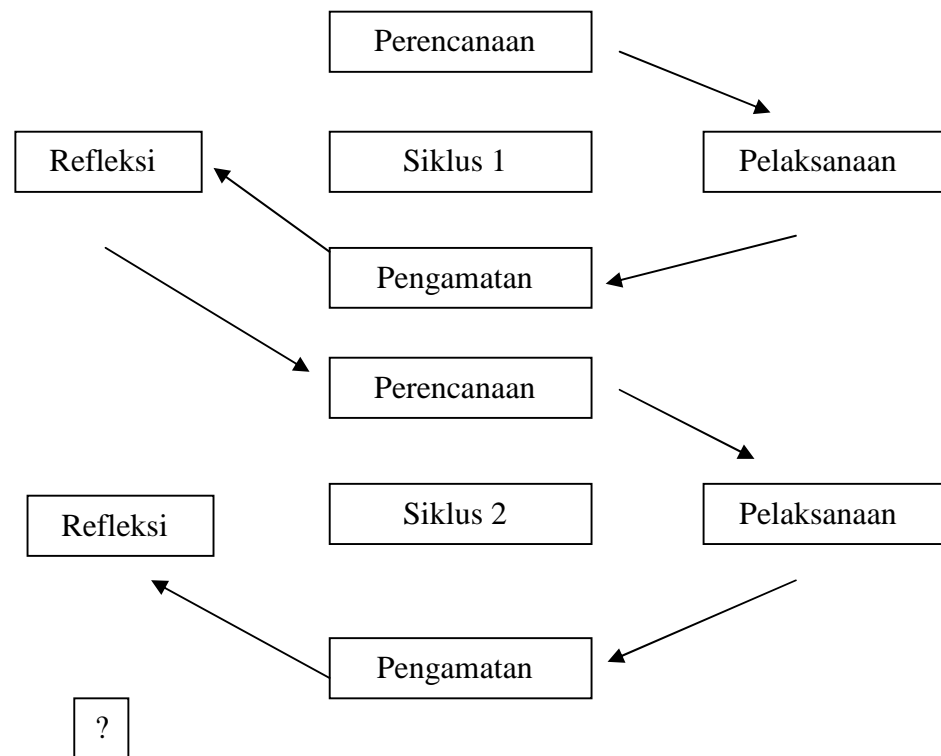 Perencanaan
Refleksi
Siklus 1
Pelaksanaan
Pengamatan
Perencanaan
Refleksi
Siklus 2
Pelaksanaan
Pengamatan
?